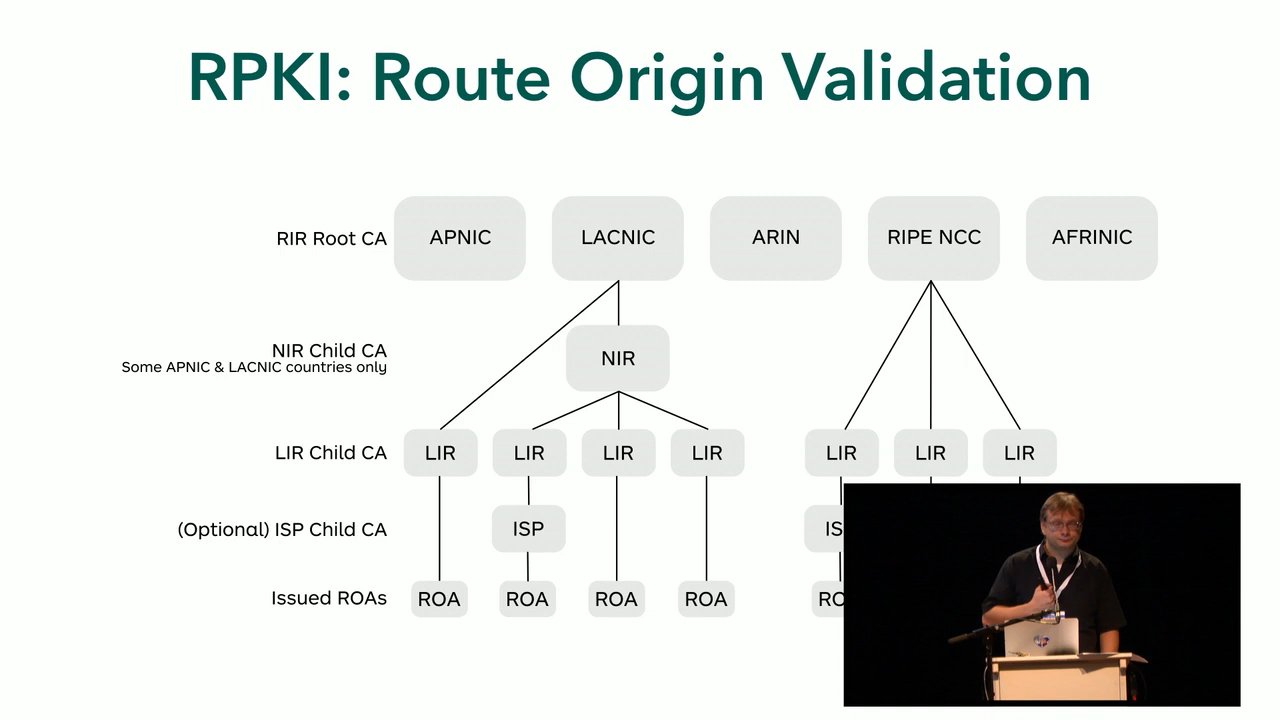 RPKI: Route Origin Validation
RIR Root CA
APNIC
LACNIC
ARIN
RIPE NCC
AFRINIC
NIR Child CA
Some APNIC & LACNIC countries only
NIR
LIR Child CA
LIR
LIR
LIR
LIR
LIR
LIR
LIR
(Optional) ISP Child CA
ISP
IS
Issued ROAs
ROA
ROA
ROA
ROA
RO